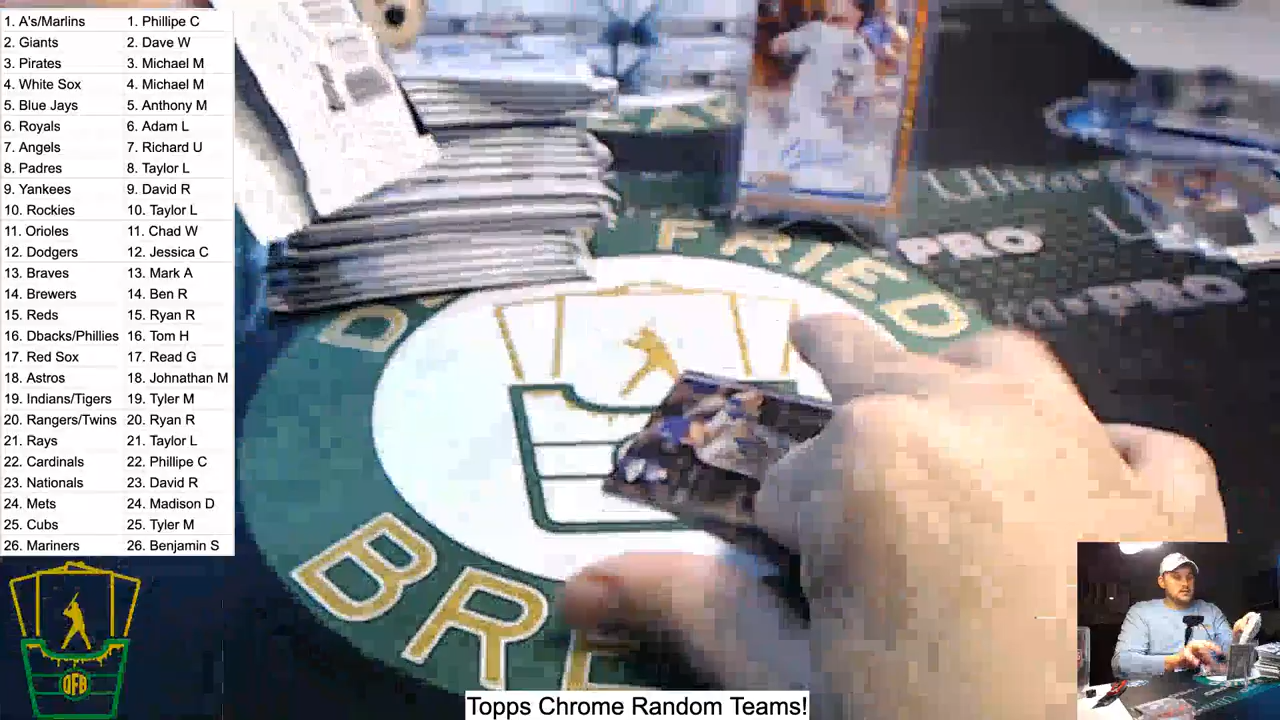 1. A's/Marlins 1. Phillipe C
2. Giants 2. Dave W
3. Pirates 3. Michael M
4. White Sox 4. Michael M
5. Blue Jays 5. Anthony M
6. Royals 6. Adam L
7. Angels 7. Richard U
8. Padres 8. Taylor L
9. Yankees 9. David R
10. Rockies 10. Taylor L
11. Orioles 11. Chad W
12. Dodgers 12. Jessica C
13. Braves 13. Mark A
14. Brewers 14. Ben R
15. Reds 15. Ryan R
16. Dbacks/Phillies 16. Tom H
17. Red Sox 17. Read G
18. Astros 18. Johnathan M
19. Indians/Tigers 19. Tyler M
20. Rangers/Twins 20. Ryan R
21. Rays 21. Taylor L
22. Cardinals 22. Phillipe C
23. Nationals 23. David R
24. Mets 24. Madison D
25. Cubs 25. Tyler M
26. Mariners 26. Benjamin S
FRIED
PRO
PRO
DFB
Topps Chrome Random Teams!